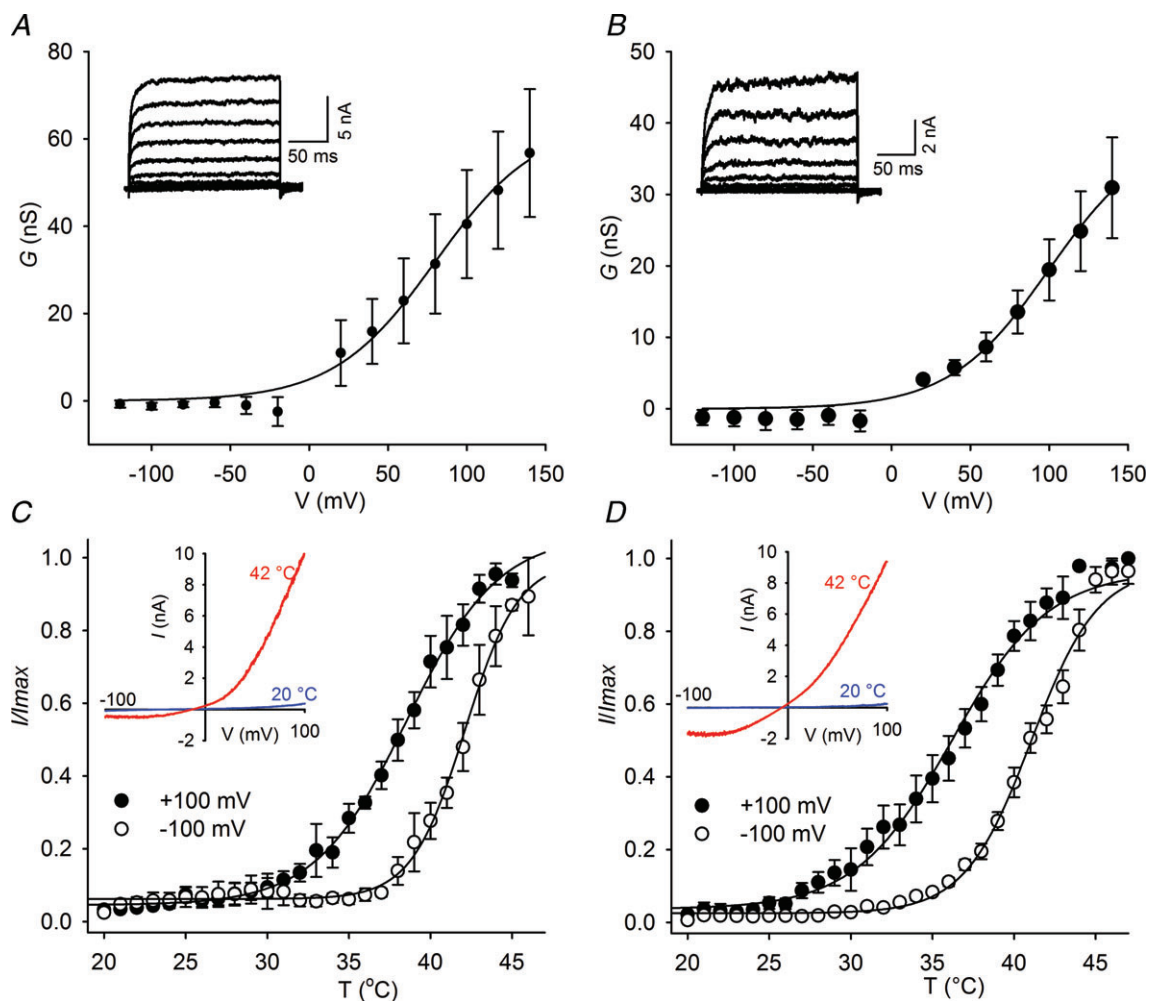 A
B
80
60
40
20
0
G (nS)
5 nA
50 ms
-100
-50
0
50
100
150
V (mV)
50
40
30
20
10
0
G (nS)
2 nA
50 ms
-100
-50
0
50
100
150
V (mV)
C
D
1.0
0.8
0.6
0.4
0.2
0.0
I/Imax
10
8
6
4
2
-2
I (nA)
42 °C
20 °C
-100
V (mV)
100
+100 mV
-100 mV
20
25
30
35
40
45
T (°C)
1.0
0.8
0.6
0.4
0.2
0.0
I/Imax
10
8
6
4
2
-2
I (nA)
42 °C
20 °C
-100
V (mV)
100
+100 mV
-100 mV
20
25
30
35
40
45
T (°C)